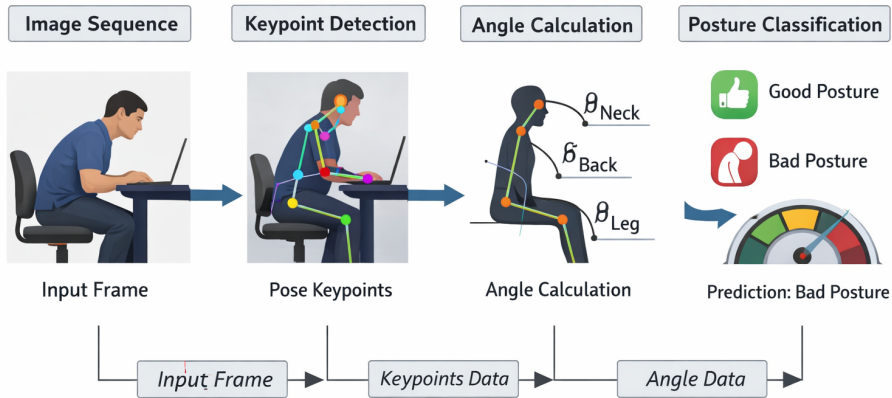 Image Sequence
Keypoint Detection
Angle Calculation
Posture Classification
θNeck
Back
θLeg
Good Posture
Bad Posture
Input Frame
Pose Keypoints
Angle Calculation
Prediction: Bad Posture
Input Frame
Keypoints Data
Angle Data